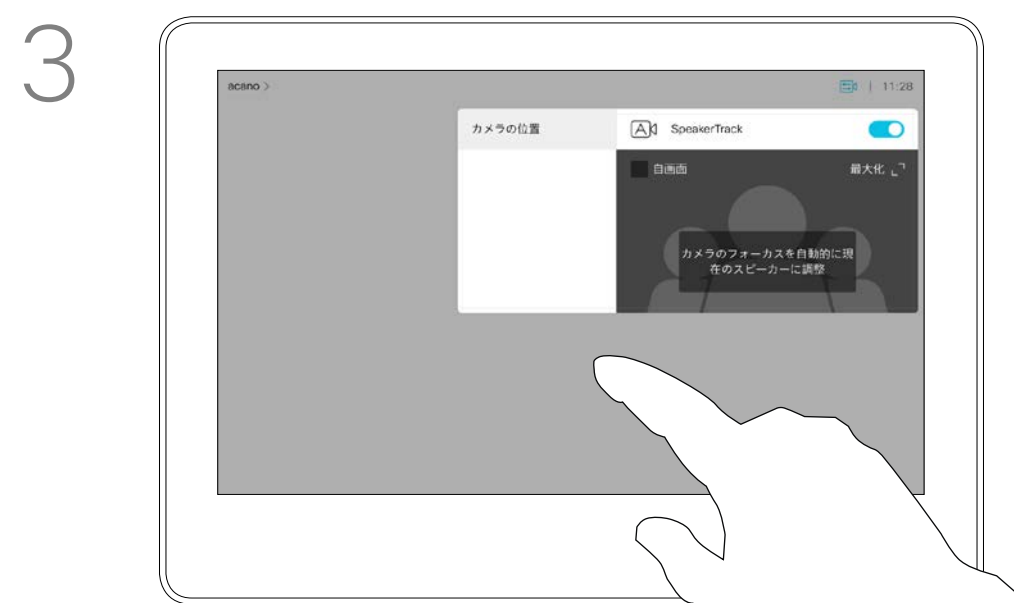 3
acano >
| 11:28
カメラの位置
SpeakerTrack
自画面
最大化
カメラのフォーカスを自動的に現
在のスピーカーに調整